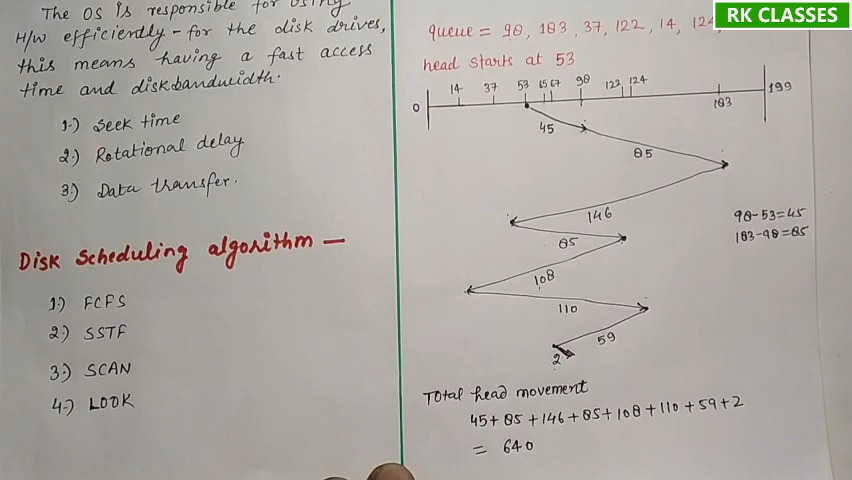 The OS is responsible for using
H/W efficiently - for the disk drives,
this means having a fast access
time and disk bandwidth.
1.) Seek time
2.) Rotational delay
3.) Data transfer.
Disk Scheduling algorithm —
1.) FCFS
2.) SSTF
3.) SCAN
4.) LOOK
RK CLASSES
queue = 98, 183, 37, 122, 14, 124,
head starts at 53
0 14 37 53 65 67 98 122 124 183 199
45
85
146
98-53=45
183-98=85
85
108
110
59
2
Total head movement
45+85+146+85+108+110+59+2
= 640